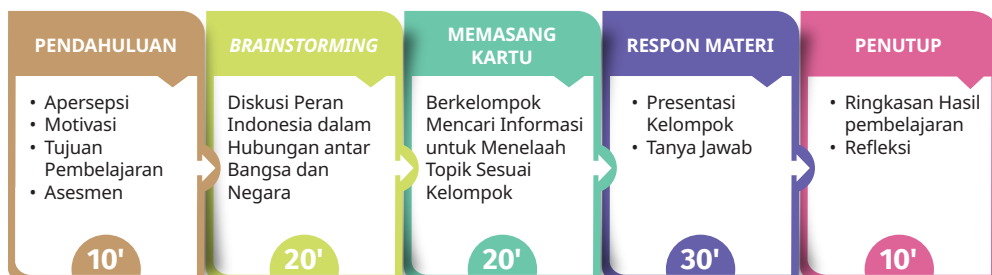 PENDAHULUAN
• Apersepsi
• Motivasi
• Tujuan
Pembelajaran
• Asesmen
10'
BRAINSTORMING
Diskusi Peran
Indonesia dalam
Hubungan antar
Bangsa dan
Negara
20'
MEMASANG
KARTU
Berkelompok
Mencari Informasi
untuk Menelaah
Topik Sesuai
Kelompok
20'
RESPON MATERI
• Presentasi
Kelompok
• Tanya Jawab
30'
PENUTUP
• Ringkasan Hasil
pembelajaran
• Refleksi
10'